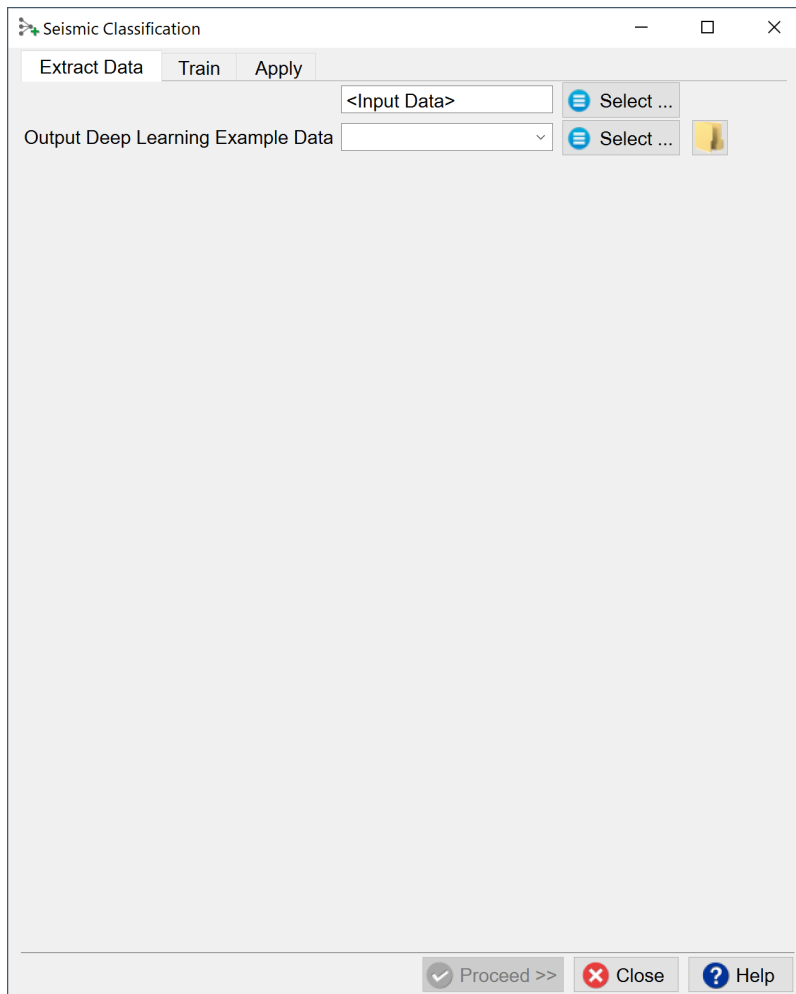 Seismic Classification
Extract Data Train Apply
<Input Data> Select ...
Output Deep Learning Example Data Select ...
Proceed >> Close Help